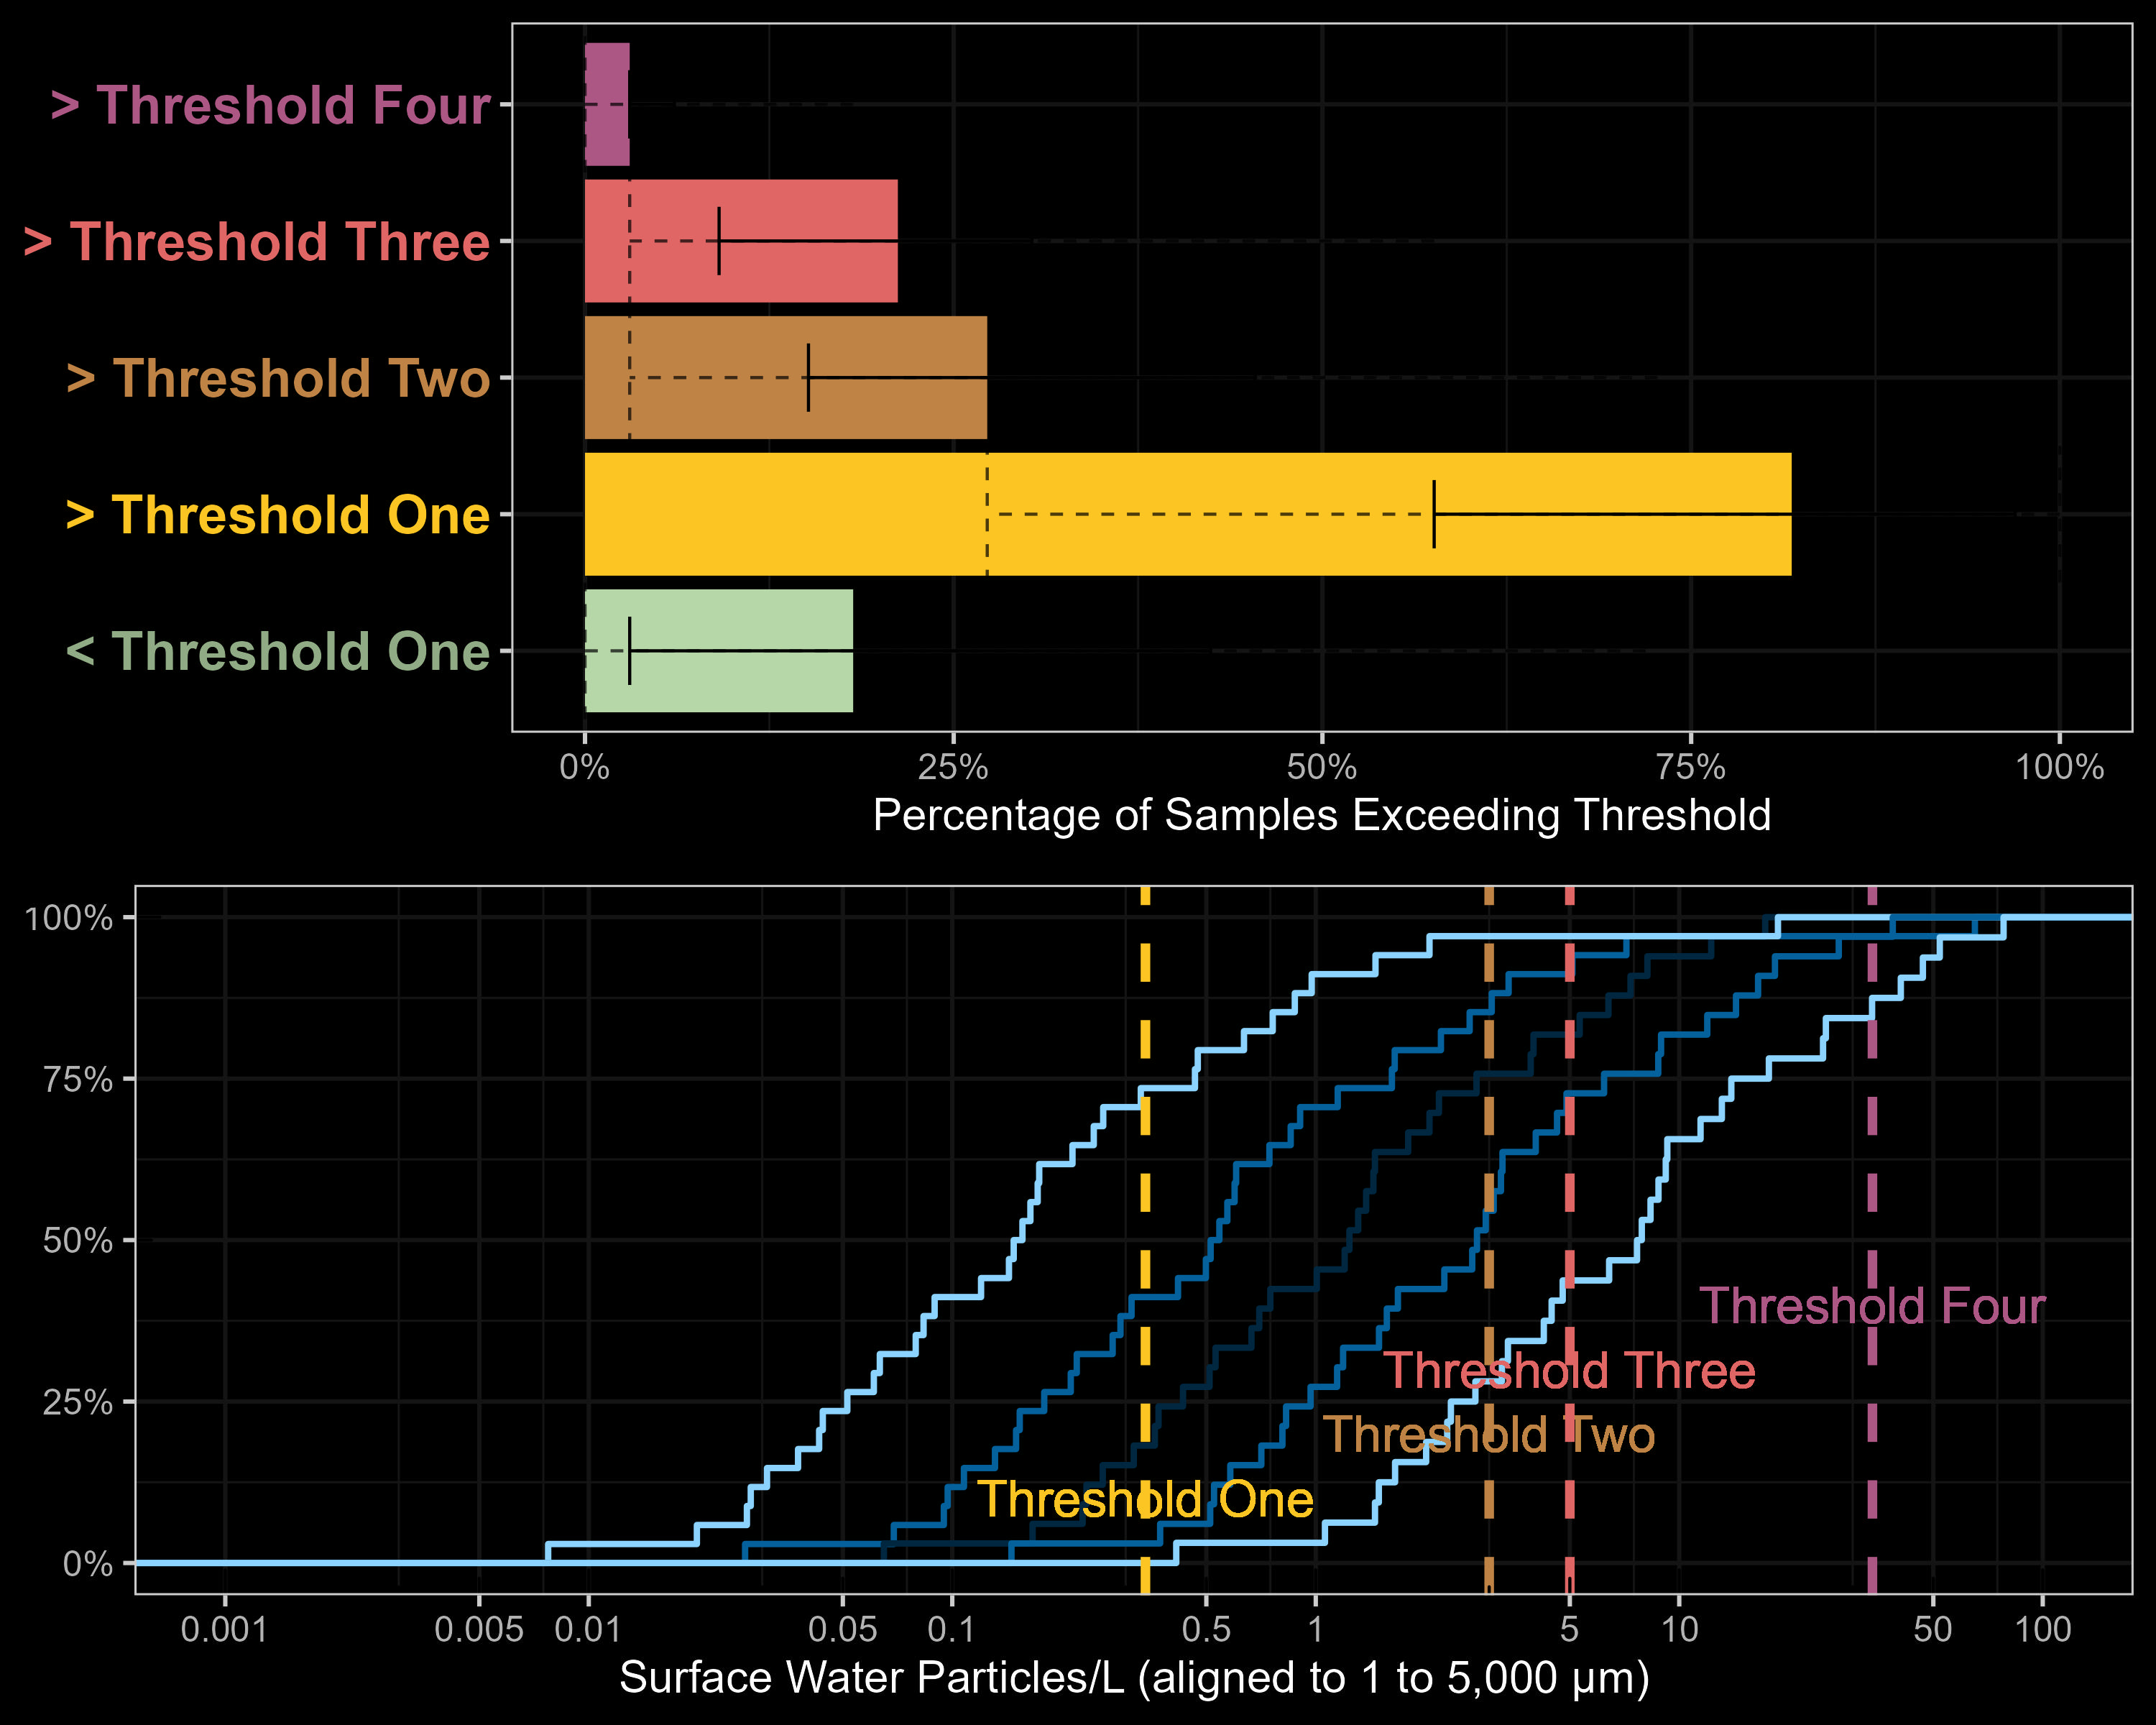 > Threshold Four
> Threshold Three
> Threshold Two
> Threshold One
< Threshold One
0% 25% 50% 75% 100%
Percentage of Samples Exceeding Threshold
100%
75%
50%
25%
0%
Threshold Four
Threshold Three
Threshold Two
Threshold One
0.001 0.005 0.01 0.05 0.1 0.5 1 5 10 50 100
Surface Water Particles/L (aligned to 1 to 5,000 µm)